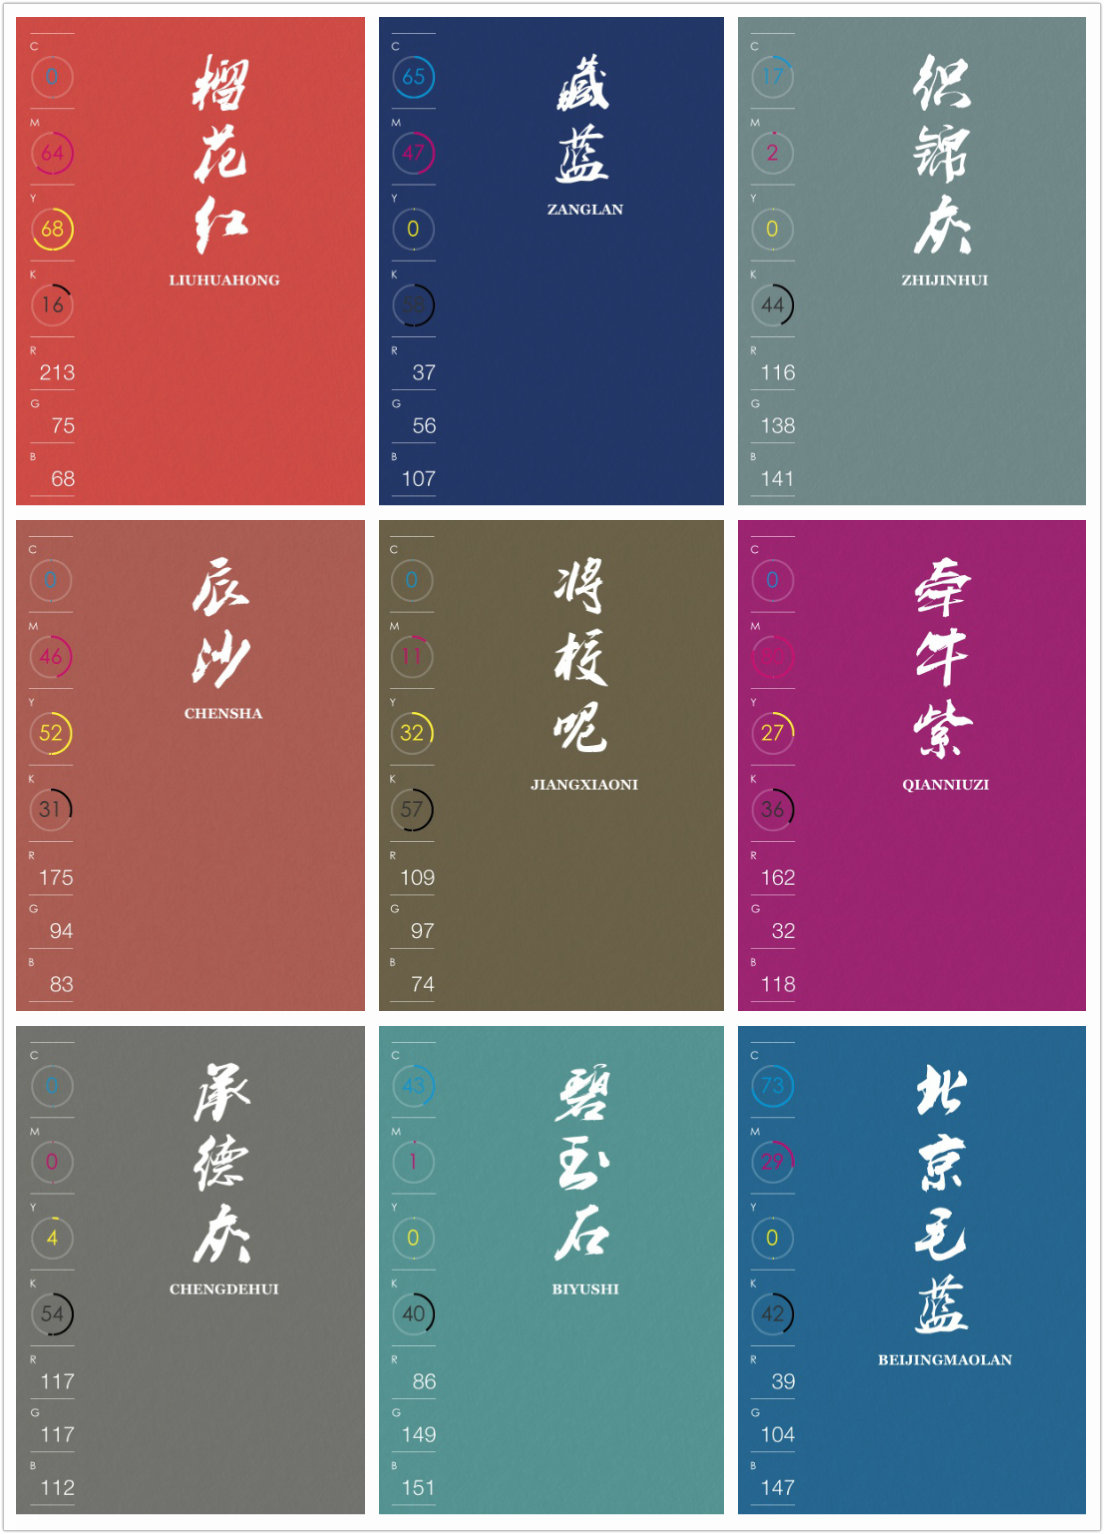 C
0
M
64
Y
68
K
16
R
213
G
75
B
68
榴花红
LIUHUAHONG
C
65
M
47
Y
0
K
58
R
37
G
56
B
107
藏蓝
ZANGLAN
C
17
M
2
Y
0
K
44
R
116
G
138
B
141
织锦灰
ZHIJINHUI
C
0
M
46
Y
52
K
31
R
175
G
94
B
83
辰沙
CHENSHA
C
0
M
11
Y
32
K
57
R
109
G
97
B
74
将校呢
JIANGXIAONI
C
0
M
Y
27
K
36
R
162
G
32
B
118
牵牛紫
QIANNIUZI
C
0
M
0
Y
4
K
54
R
117
G
117
B
112
承德灰
CHENGDEHUI
C
43
M
1
Y
0
K
40
R
86
G
149
B
151
碧玉石
BIYUSHI
C
73
M
29
Y
0
K
42
R
39
G
104
B
147
北京毛蓝
BEIJINGMAOLAN